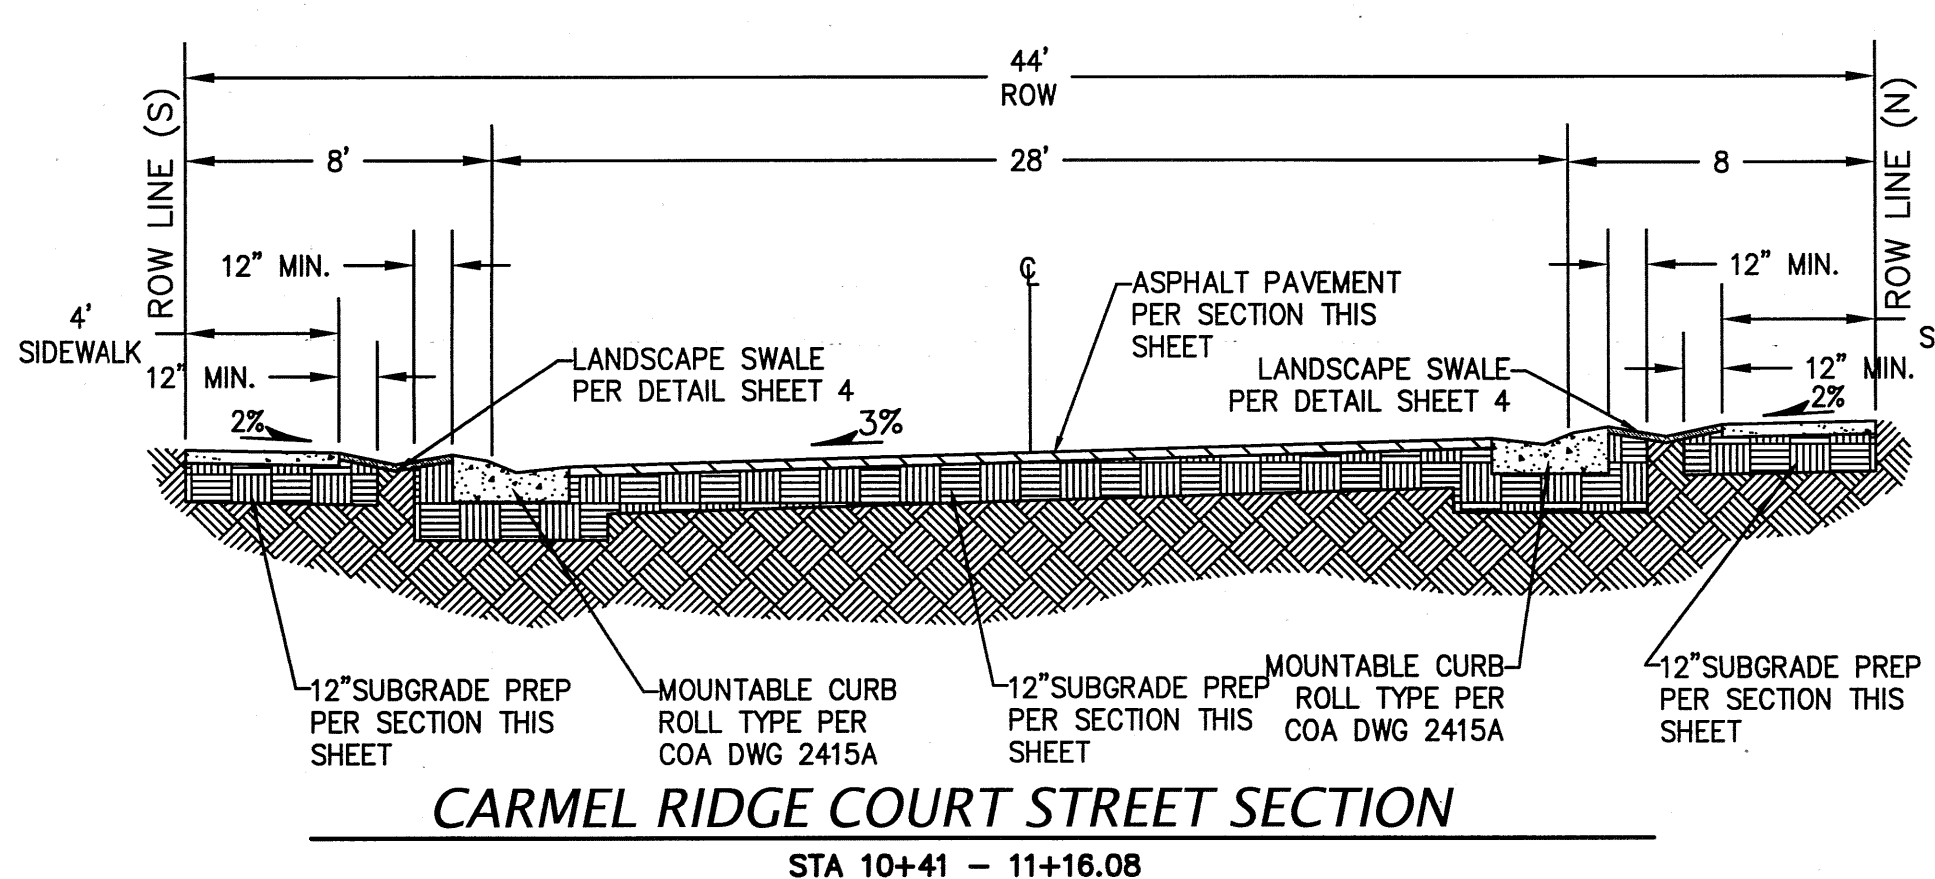 44'
ROW
ROW LINE (S)
ROW LINE (N)
8'
28'
8
12" MIN.
12" MIN.
℄
ASPHALT PAVEMENT
PER SECTION THIS
SHEET
4'
SIDEWALK
S
12" MIN.
12" MIN.
LANDSCAPE SWALE
PER DETAIL SHEET 4
LANDSCAPE SWALE
PER DETAIL SHEET 4
2%
3%
2%
12"SUBGRADE PREP
PER SECTION THIS
SHEET
MOUNTABLE CURB
ROLL TYPE PER
COA DWG 2415A
12"SUBGRADE PREP
PER SECTION THIS
SHEET
MOUNTABLE CURB
ROLL TYPE PER
COA DWG 2415A
12"SUBGRADE PREP
PER SECTION THIS
SHEET
CARMEL RIDGE COURT STREET SECTION
STA 10+41 – 11+16.08